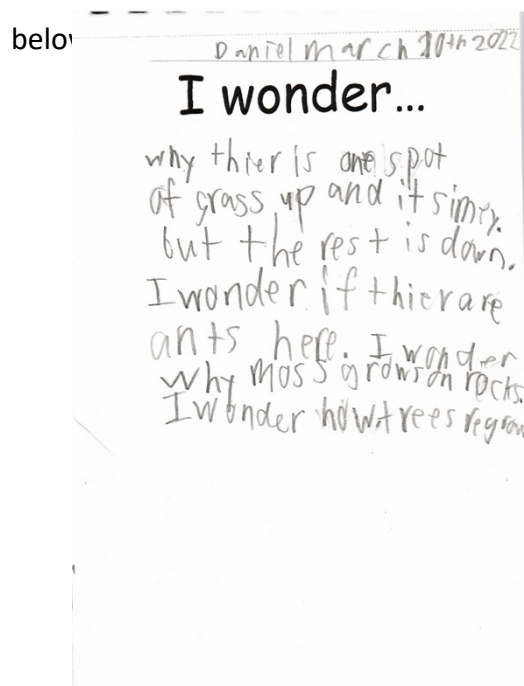 belo
Daniel March 10th 2022
I wonder...
why thier is one spot
of grass up and it
but the rest is down.
I wonder if thier are
ants here. I wonder
why moss grows on rocks.
I wonder how trees regrow